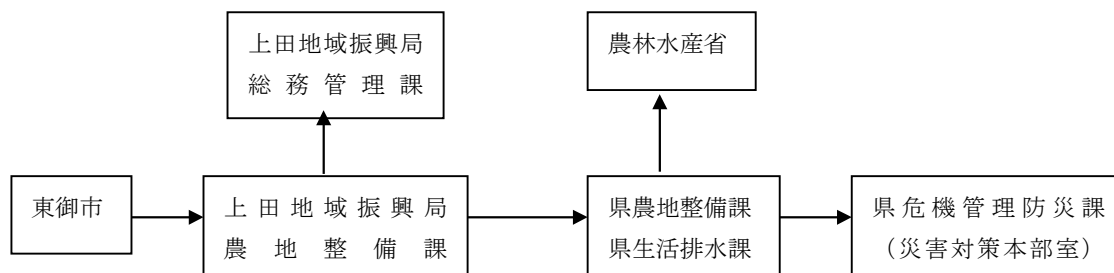 上田地域振興局
総務管理課
農林水産省
東御市
上田地域振興局
農地整備課
県農地整備課
県生活排水課
県危機管理防災課
（災害対策本部室）